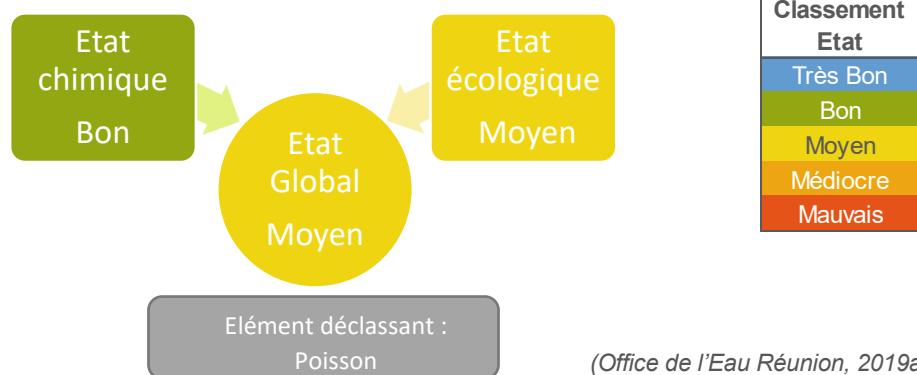 Etat
chimique
Bon
Etat
écologique
Moyen
Etat
Global
Moyen
Elément déclassant :
Poisson
Classement
Etat
Très Bon
Bon
Moyen
Médiocre
Mauvais
(Office de l'Eau Réunion, 2019a